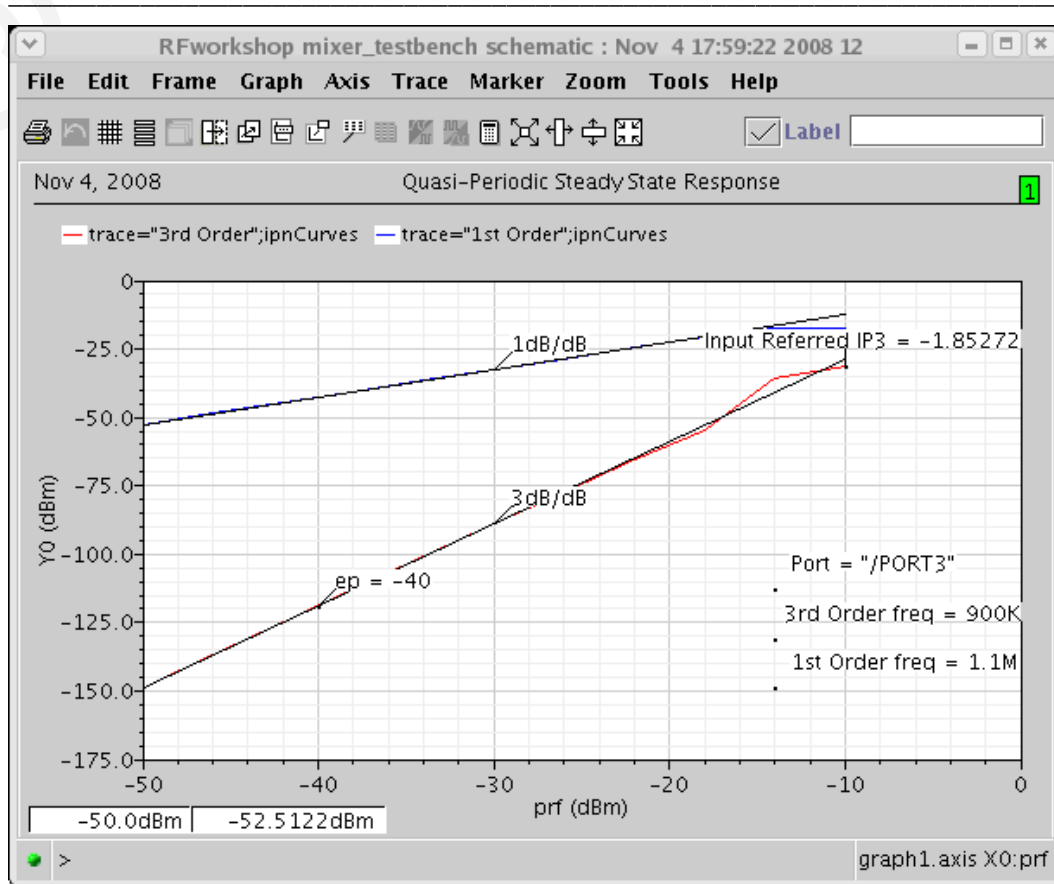 RFworkshop mixer_testbench schematic : Nov 4 17:59:22 2008 12
File Edit Frame Graph Axis Trace Marker Zoom Tools Help
Label
Nov 4, 2008
Quasi-Periodic Steady State Response
1
trace="3rd Order";ipnCurves trace="1st Order";ipnCurves
0
-25.0
-50.0
-75.0
-100.0
-125.0
-150.0
-175.0
Y0 (dBm)
1dB/dB
Input Referred IP3 = -1.85272
3dB/dB
ep = -40
Port = "/PORT3"
3rd Order freq = 900K
1st Order freq = 1.1M
-50 -40 -30 -20 -10 0
prf (dBm)
-50.0dBm -52.5122dBm
>
graph1.axis X0:prf